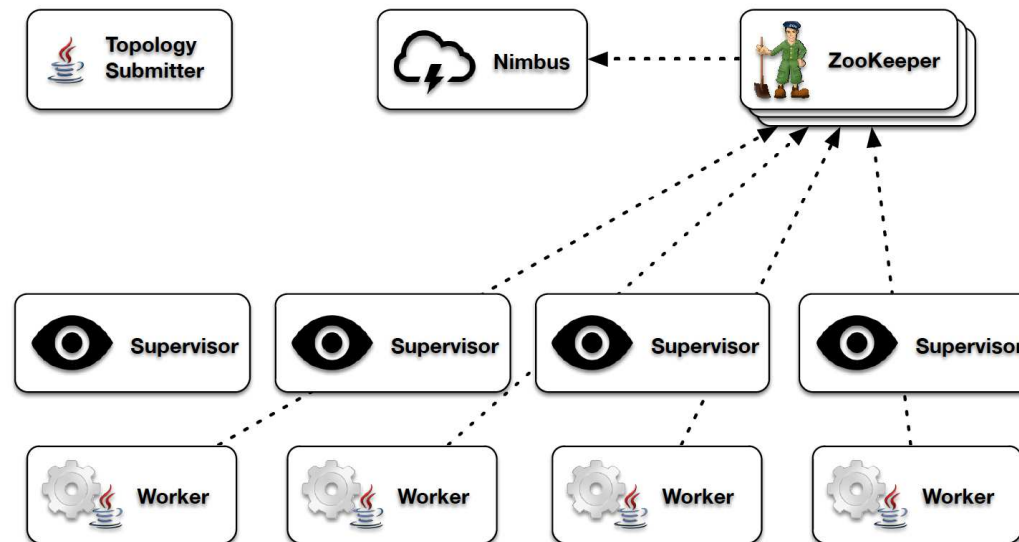 Topology
Submitter
Nimbus
ZooKeeper
Supervisor
Supervisor
Supervisor
Supervisor
Worker
Worker
Worker
Worker